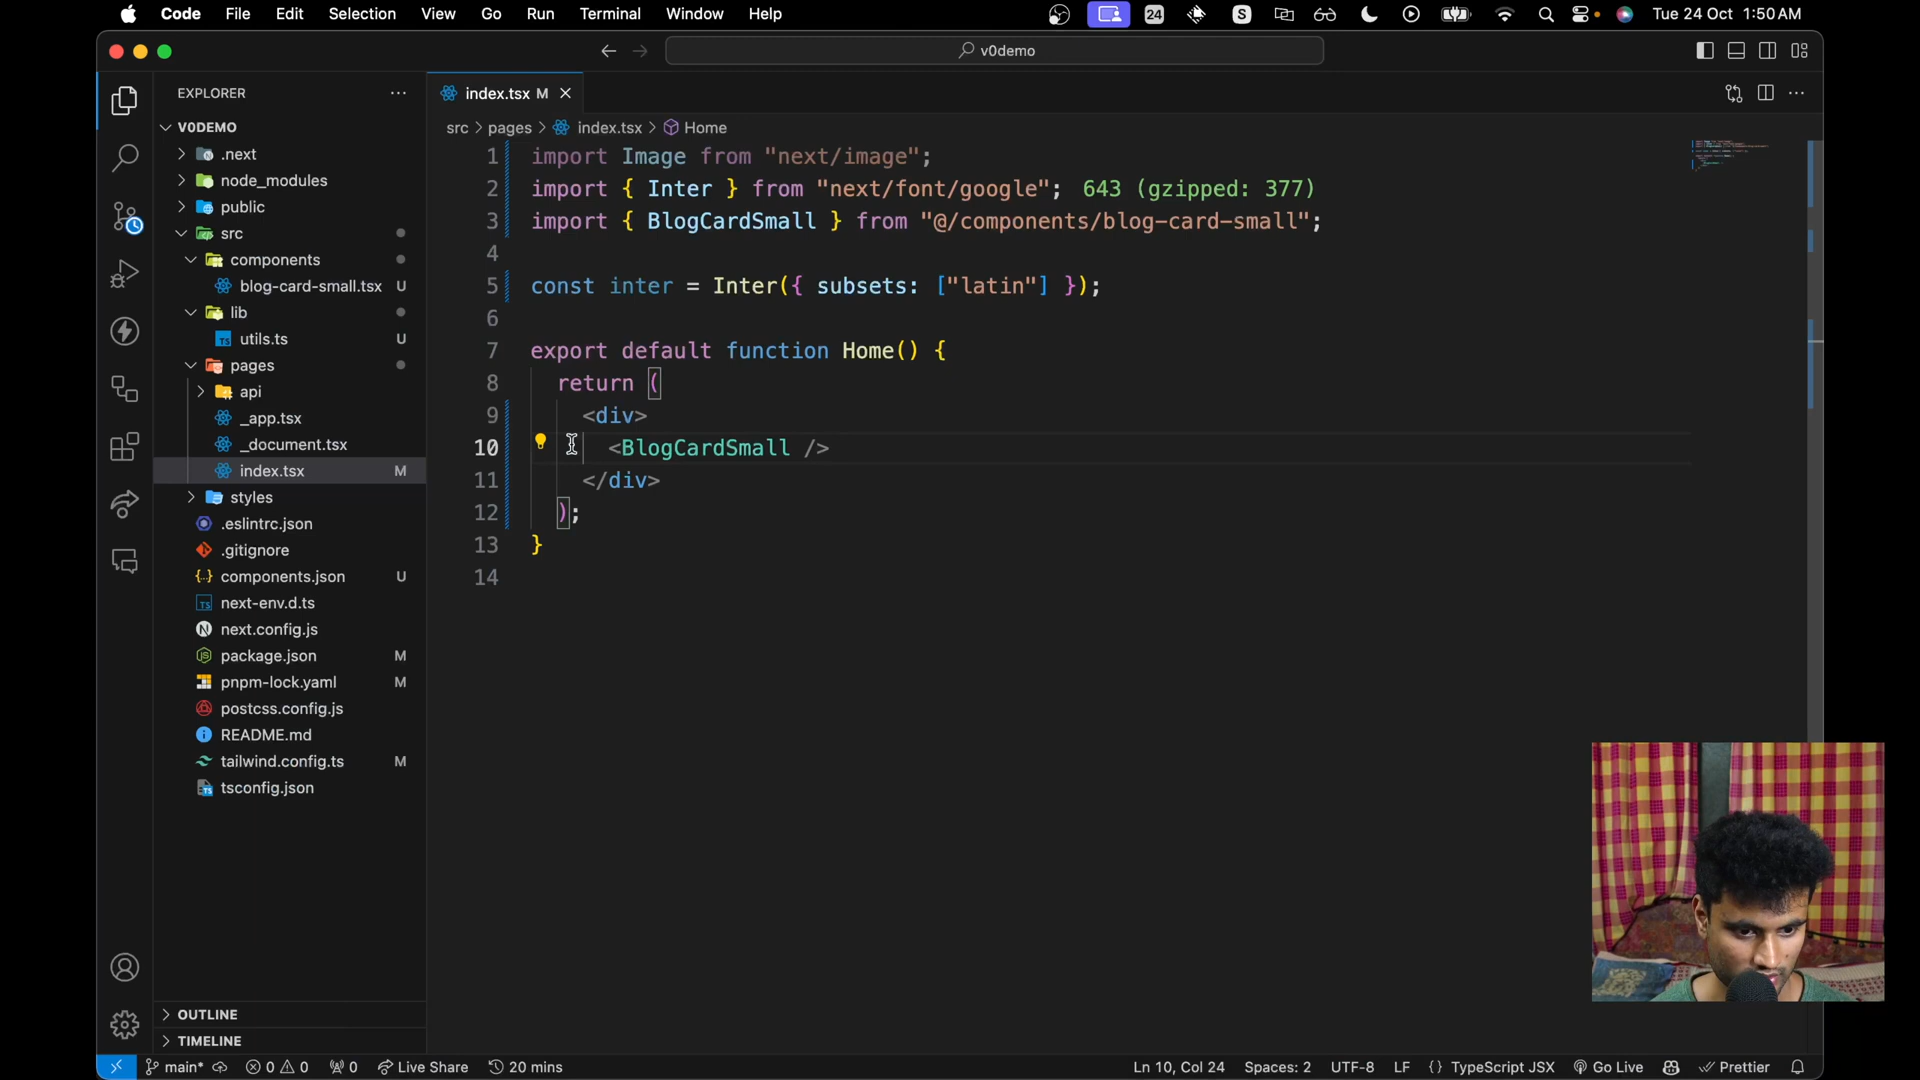 Code File Edit Selection View Go Run Terminal Window Help 24 S Tue 24 Oct 1:50 AM
v0demo
EXPLORER
V0DEMO
.next
node_modules
public
src
components
blog-card-small.tsx U
lib
utils.ts U
pages
api
_app.tsx
_document.tsx
index.tsx M
styles
.eslintrc.json
.gitignore
components.json U
next-env.d.ts
next.config.js
package.json M
pnpm-lock.yaml M
postcss.config.js
README.md
tailwind.config.ts M
tsconfig.json
OUTLINE
TIMELINE
index.tsx M
src > pages > index.tsx > Home
1 import Image from "next/image";
2 import { Inter } from "next/font/google"; 643 (gzipped: 377)
3 import { BlogCardSmall } from "@/components/blog-card-small";
4
5 const inter = Inter({ subsets: ["latin"] });
6
7 export default function Home() {
8 return (
9 <div>
10 <BlogCardSmall />
11 </div>
12 );
13 }
14
main* 0 0 0 Live Share 20 mins Ln 10, Col 24 Spaces: 2 UTF-8 LF {} TypeScript JSX Go Live Prettier